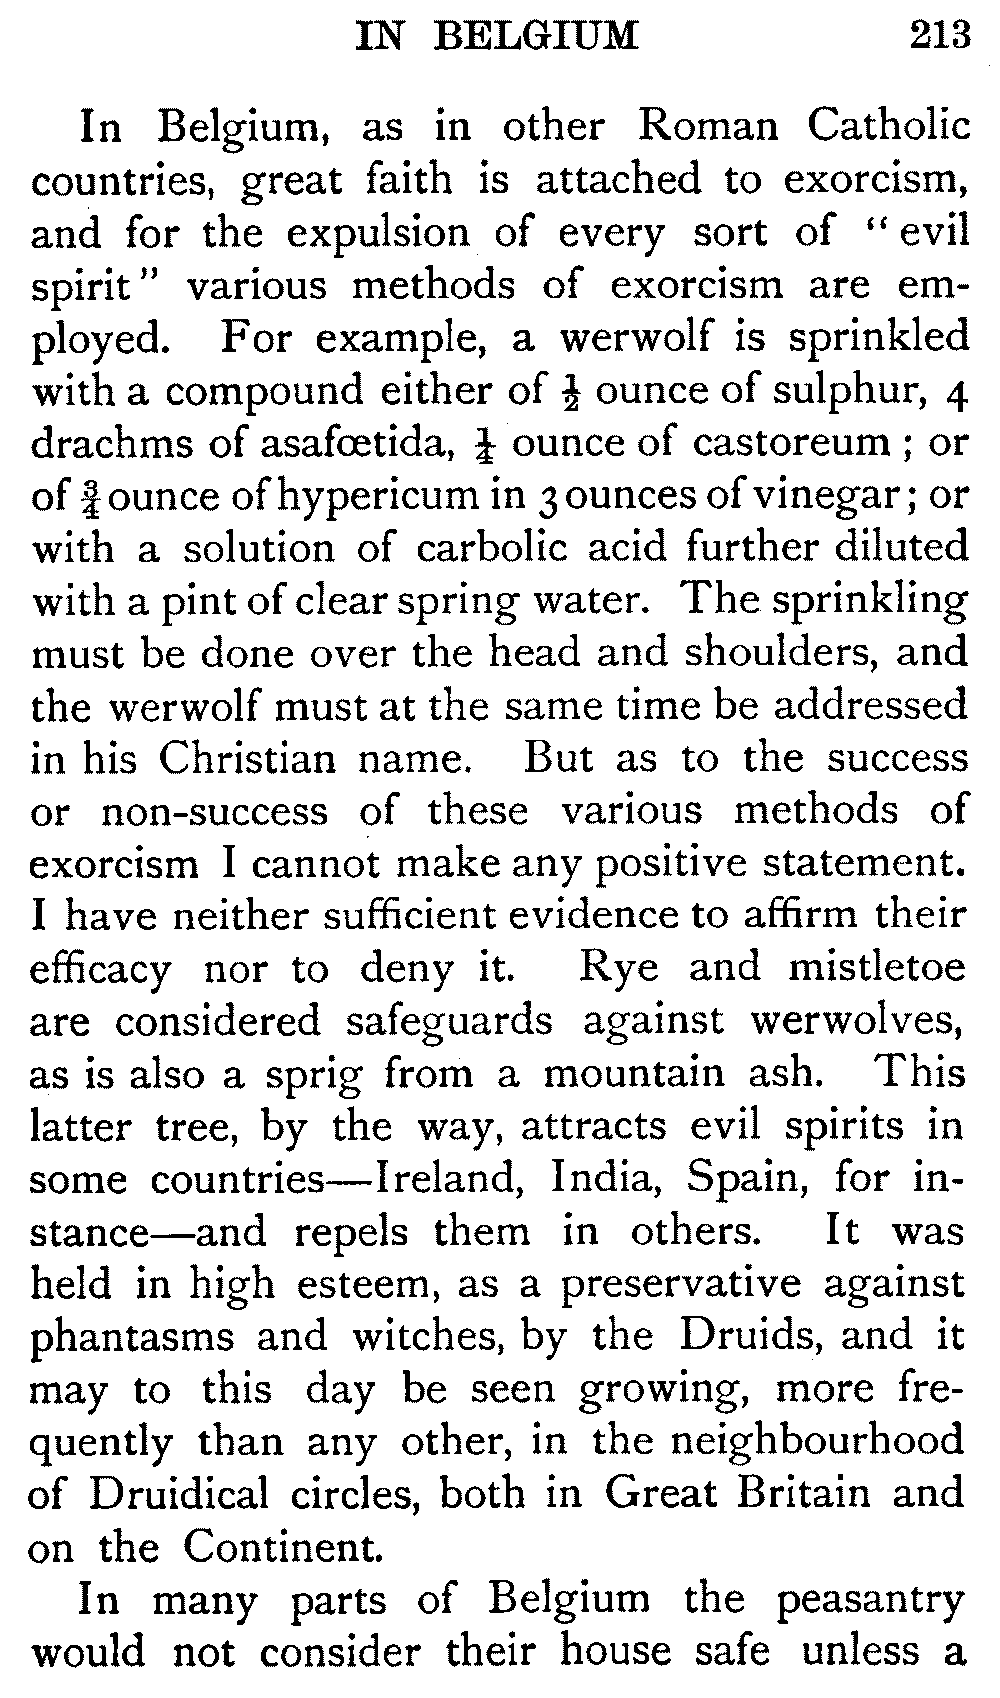 IN BELGIUM 213
In Belgium, as in other Roman Catholic
countries, great faith is attached to exorcism,
and for the expulsion of every sort of “evil
spirit” various methods of exorcism are em-
ployed. For example, a werwolf is sprinkled
with a compound either of ½ ounce of sulphur, 4
drachms of asafœtida, ¼ ounce of castoreum ; or
of ¾ ounce of hypericum in 3 ounces of vinegar ; or
with a solution of carbolic acid further diluted
with a pint of clear spring water. The sprinkling
must be done over the head and shoulders, and
the werwolf must at the same time be addressed
in his Christian name. But as to the success
or non-success of these various methods of
exorcism I cannot make any positive statement.
I have neither sufficient evidence to affirm their
efficacy nor to deny it. Rye and mistletoe
are considered safeguards against werwolves,
as is also a sprig from a mountain ash. This
latter tree, by the way, attracts evil spirits in
some countries—Ireland, India, Spain, for in-
stance—and repels them in others. It was
held in high esteem, as a preservative against
phantasms and witches, by the Druids, and it
may to this day be seen growing, more fre-
quently than any other, in the neighbourhood
of Druidical circles, both in Great Britain and
on the Continent.
In many parts of Belgium the peasantry
would not consider their house safe unless a